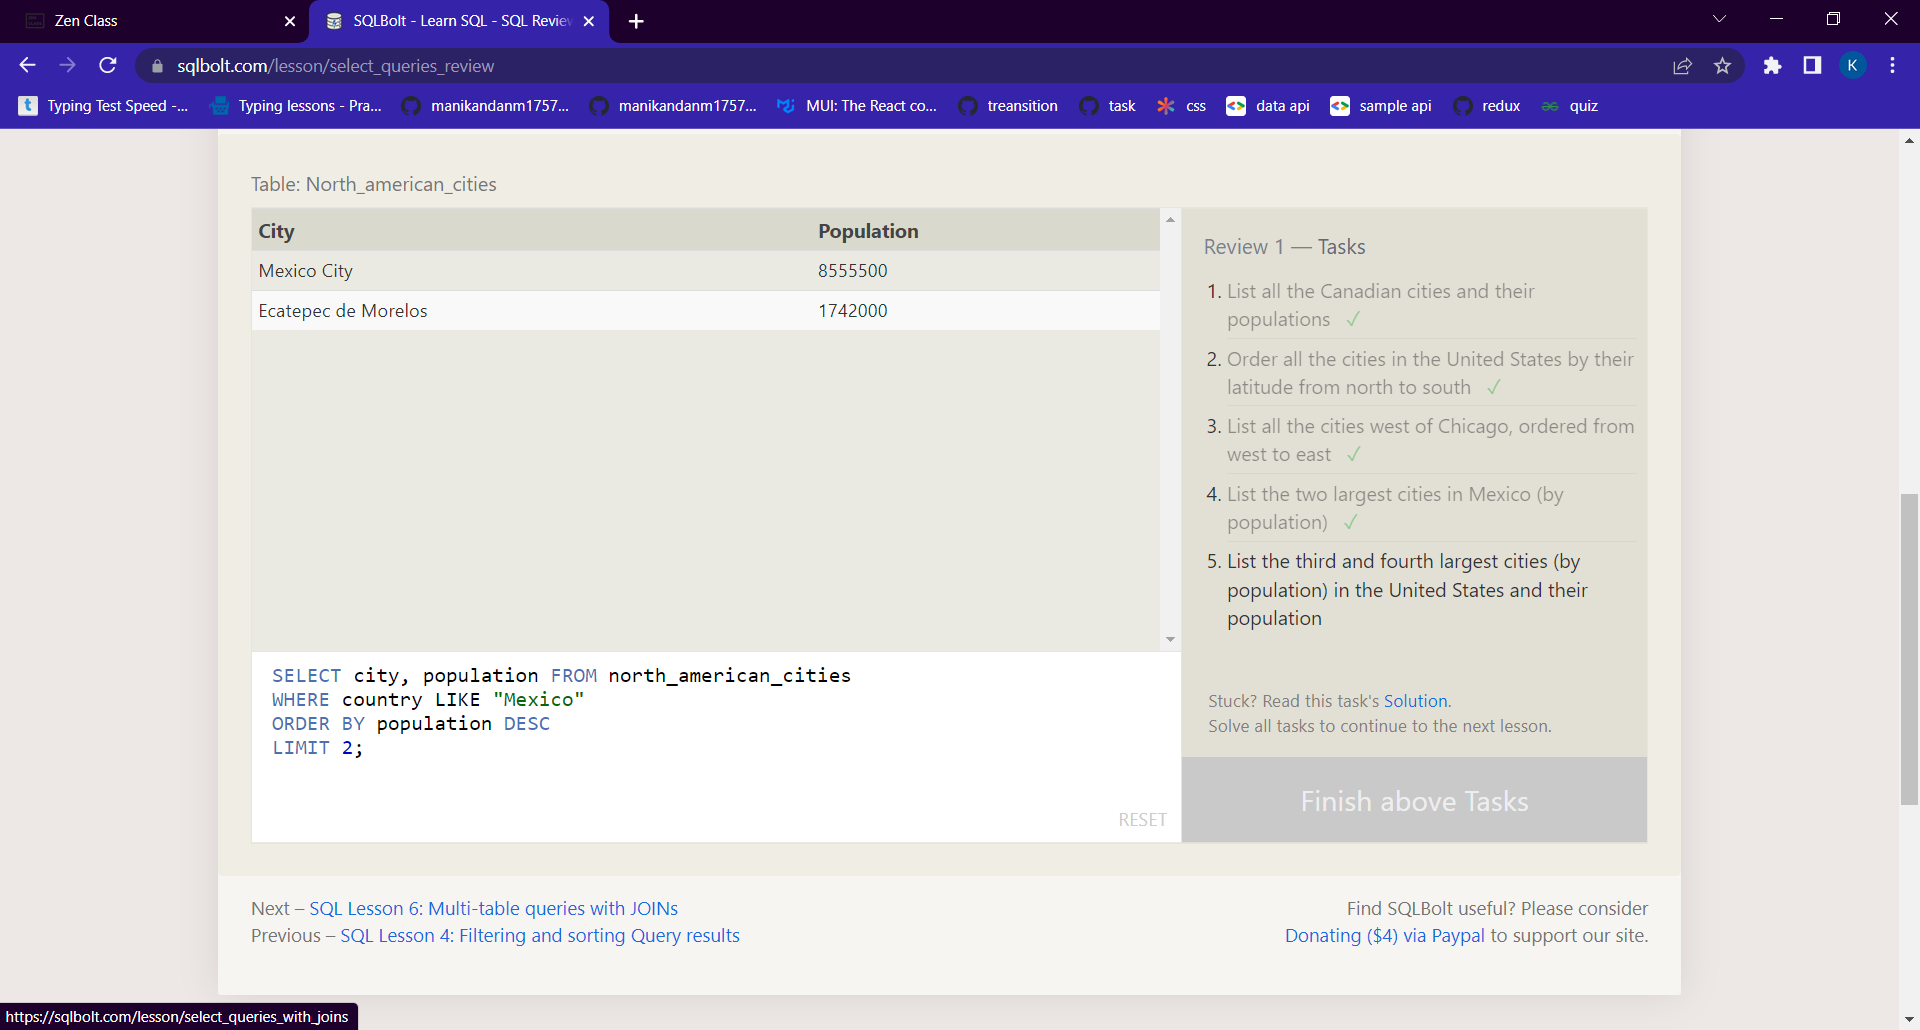 Zen Class
SQLBolt - Learn SQL - SQL Review
sqlbolt.com/lesson/select_queries_review
K
t Typing Test Speed -... Typing lessons - Pra... manikandanm1757... manikandanm1757... MUI: The React co... treansition task css data api sample api redux quiz
Table: North_american_cities
City Population
Mexico City 8555500
Ecatepec de Morelos 1742000
SELECT city, population FROM north_american_cities
WHERE country LIKE "Mexico"
ORDER BY population DESC
LIMIT 2;
RESET
Review 1 — Tasks
1. List all the Canadian cities and their
populations ✓
2. Order all the cities in the United States by their
latitude from north to south ✓
3. List all the cities west of Chicago, ordered from
west to east ✓
4. List the two largest cities in Mexico (by
population) ✓
5. List the third and fourth largest cities (by
population) in the United States and their
population
Stuck? Read this task's Solution.
Solve all tasks to continue to the next lesson.
Finish above Tasks
Next – SQL Lesson 6: Multi-table queries with JOINs
Previous – SQL Lesson 4: Filtering and sorting Query results
Find SQLBolt useful? Please consider
Donating ($4) via Paypal to support our site.
https://sqlbolt.com/lesson/select_queries_with_joins